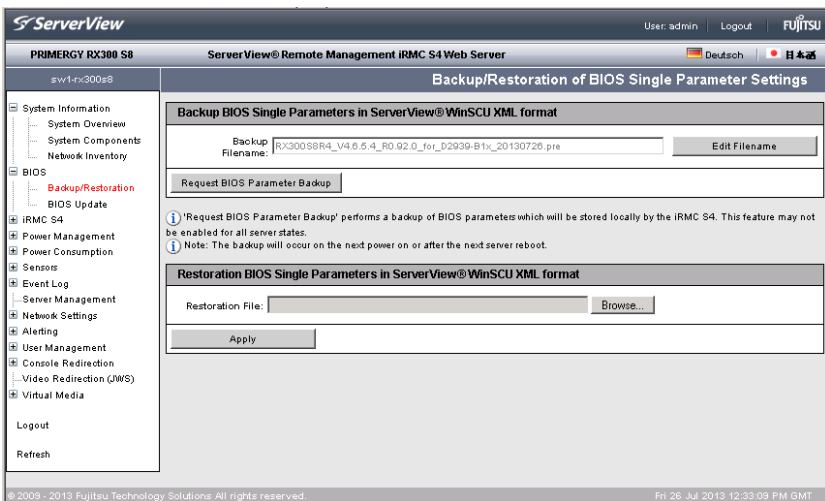 ServerView
User: admin Logout FUJITSU
PRIMERGY RX300 S8 ServerView® Remote Management iRMC S4 Web Server Deutsch 日本語
sw1-rx300s8 Backup/Restoration of BIOS Single Parameter Settings
System Information
System Overview
System Components
Network Inventory
BIOS
Backup/Restoration
BIOS Update
iRMC S4
Power Management
Power Consumption
Sensors
Event Log
Server Management
Network Settings
Alerting
User Management
Console Redirection
Video Redirection (JWS)
Virtual Media
Logout
Refresh
Backup BIOS Single Parameters in ServerView® WinSCU XML format
Backup
Filename: RX300S8R4_V4.6.5.4_R0.92.0_for_D2939-B1x_20130726.pre Edit Filename
Request BIOS Parameter Backup
'Request BIOS Parameter Backup' performs a backup of BIOS parameters which will be stored locally by the iRMC S4. This feature may not
be enabled for all server states.
Note: The backup will occur on the next power on or after the next server reboot.
Restoration BIOS Single Parameters in ServerView® WinSCU XML format
Restoration File: Browse...
Apply
© 2009 - 2013 Fujitsu Technology Solutions All rights reserved. Fri 26 Jul 2013 12:33:09 PM GMT